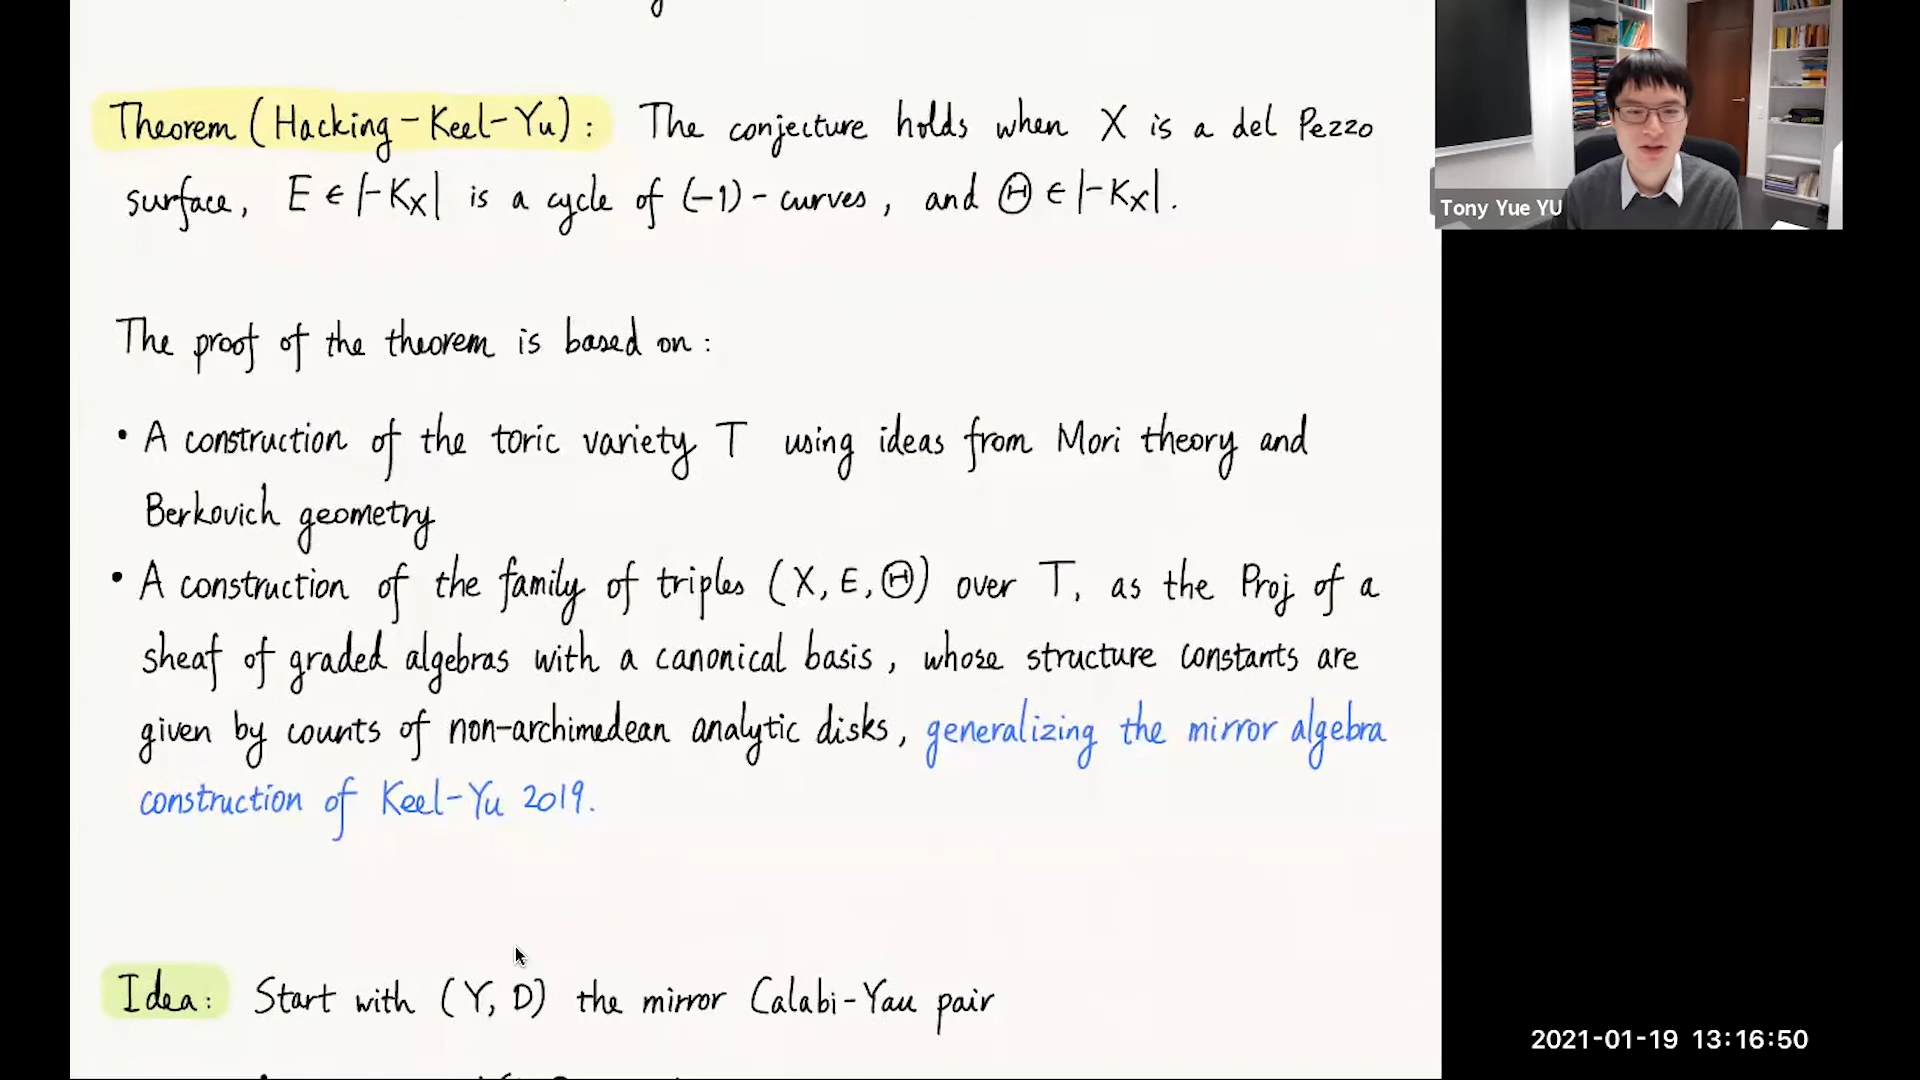 Theorem (Hacking-Keel-Yu): The conjecture holds when X is a del Pezzo
surface, E ∈ |-K_X| is a cycle of (-1)-curves, and Θ ∈ |-K_X|.
The proof of the theorem is based on:
• A construction of the toric variety T using ideas from Mori theory and
Berkovich geometry
• A construction of the family of triples (X, E, Θ) over T, as the Proj of a
sheaf of graded algebras with a canonical basis, whose structure constants are
given by counts of non-archimedean analytic disks, generalizing the mirror algebra
construction of Keel-Yu 2019.
Idea: Start with (Y, D) the mirror Calabi-Yau pair
Tony Yue YU
2021-01-19 13:16:50